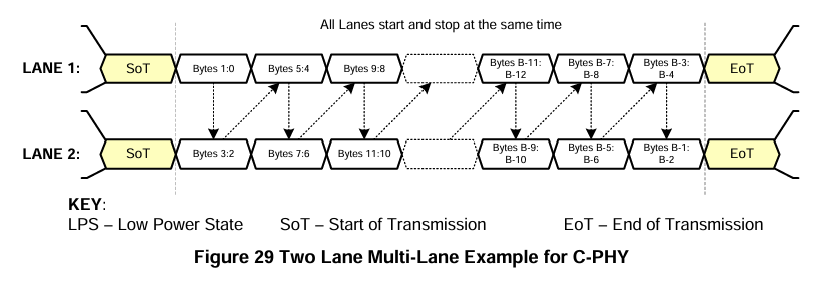 All Lanes start and stop at the same time
LANE 1:
SoT
Bytes 1:0
Bytes 5:4
Bytes 9:8
Bytes B-11:
B-12
Bytes B-7:
B-8
Bytes B-3:
B-4
EoT
LANE 2:
SoT
Bytes 3:2
Bytes 7:6
Bytes 11:10
Bytes B-9:
B-10
Bytes B-5:
B-6
Bytes B-1:
B-2
EoT
KEY:
LPS – Low Power State SoT – Start of Transmission EoT – End of Transmission
Figure 29 Two Lane Multi-Lane Example for C-PHY